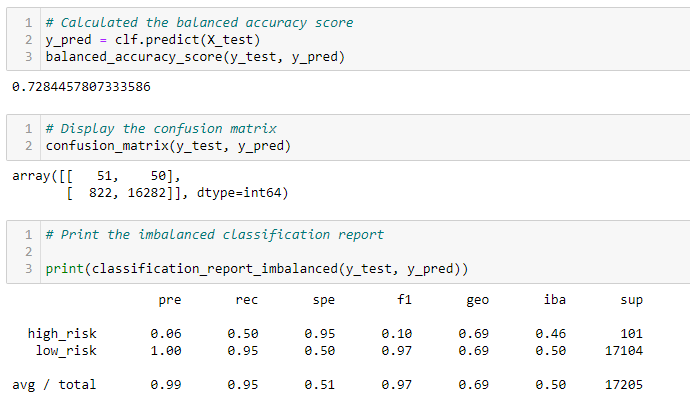 1 # Calculated the balanced accuracy score
2 y_pred = clf.predict(X_test)
3 balanced_accuracy_score(y_test, y_pred)
0.7284457807333586
1 # Display the confusion matrix
2 confusion_matrix(y_test, y_pred)
array([[   51,    50],
       [  822, 16282]], dtype=int64)
1 # Print the imbalanced classification report
2
3 print(classification_report_imbalanced(y_test, y_pred))
pre rec spe f1 geo iba sup
high_risk 0.06 0.50 0.95 0.10 0.69 0.46 101
low_risk 1.00 0.95 0.50 0.97 0.69 0.50 17104
avg / total 0.99 0.95 0.51 0.97 0.69 0.50 17205